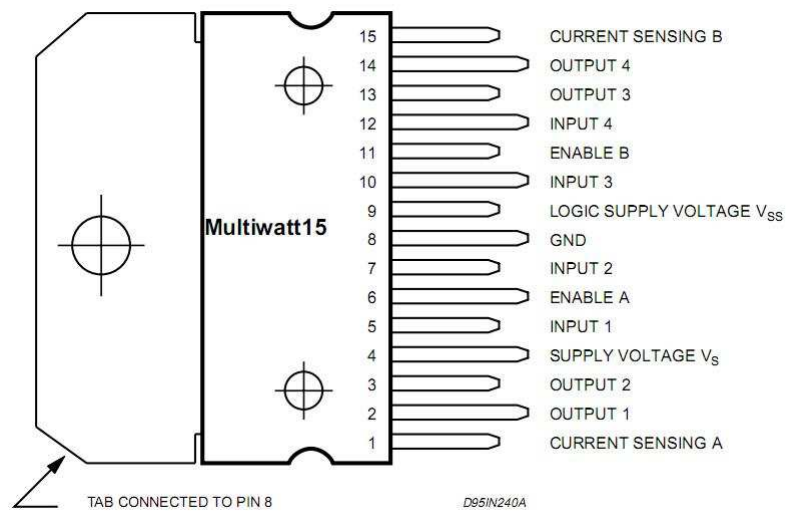 15 CURRENT SENSING B
14 OUTPUT 4
13 OUTPUT 3
12 INPUT 4
11 ENABLE B
10 INPUT 3
9 LOGIC SUPPLY VOLTAGE VSS
Multiwatt15
8 GND
7 INPUT 2
6 ENABLE A
5 INPUT 1
4 SUPPLY VOLTAGE VS
3 OUTPUT 2
2 OUTPUT 1
1 CURRENT SENSING A
TAB CONNECTED TO PIN 8
D95IN240A